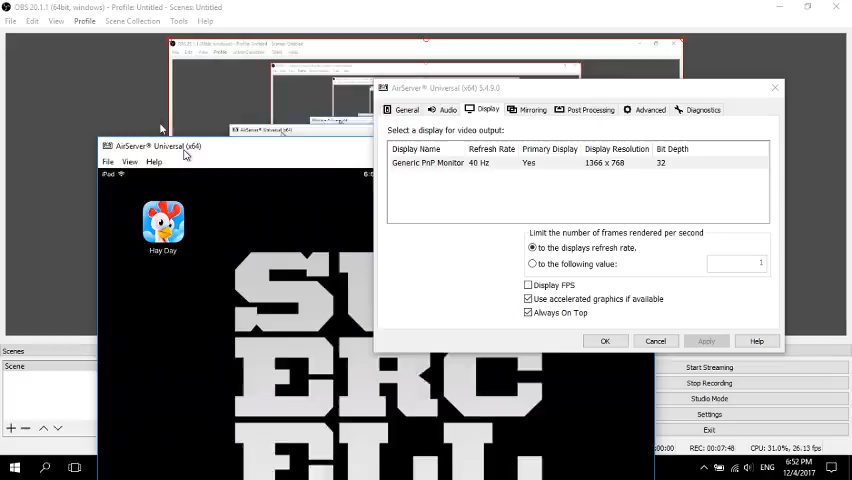 OBS 20.1.1 (64bit, windows) - Profile: Untitled - Scenes: Untitled
File Edit View Profile Scene Collection Tools Help
AirServer® Universal (x64) 5.4.9.0
General Audio Display Mirroring Post Processing Advanced Diagnostics
Select a display for video output:
Display Name Refresh Rate Primary Display Display Resolution Bit Depth
Generic PnP Monitor 40 Hz Yes 1366 x 768 32
Limit the number of frames rendered per second
to the displays refresh rate.
to the following value: 1
Display FPS
Use accelerated graphics if available
Always On Top
OK Cancel Apply Help
AirServer® Universal (x64)
AirServer® Universal (x64)
File View Help
iPod
Hay Day
SU
ERC
ELL
Scenes
Scene
Start Streaming
Stop Recording
Studio Mode
Settings
Exit
REC: 00:07:48 CPU: 31.0%, 26.13 fps
ENG
6:52 PM
12/4/2017